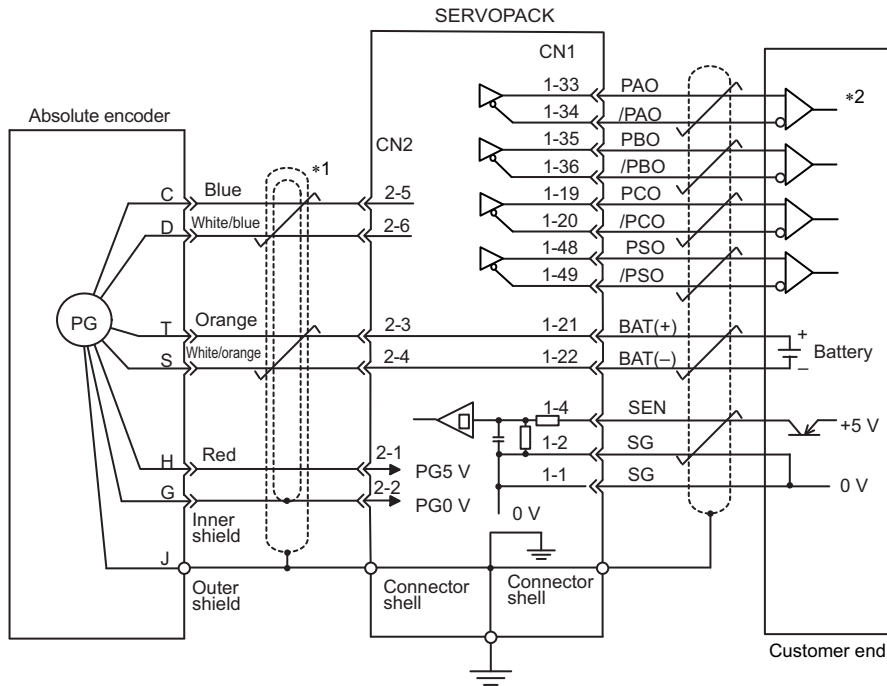 SERVOPACK
Absolute encoder
CN2
CN1
*1
*2
PG
C Blue 2-5
D White/blue 2-6
T Orange 2-3
S White/orange 2-4
H Red 2-1
PG5 V
G 2-2
PG0 V
Inner
shield
J
Outer
shield
Connector
shell
Connector
shell
1-33 PAO
1-34 /PAO
1-35 PBO
1-36 /PBO
1-19 PCO
1-20 /PCO
1-48 PSO
1-49 /PSO
1-21 BAT(+) +
Battery
1-22 BAT(–) –
1-4 SEN +5 V
1-2 SG
1-1 SG 0 V
0 V
Customer end